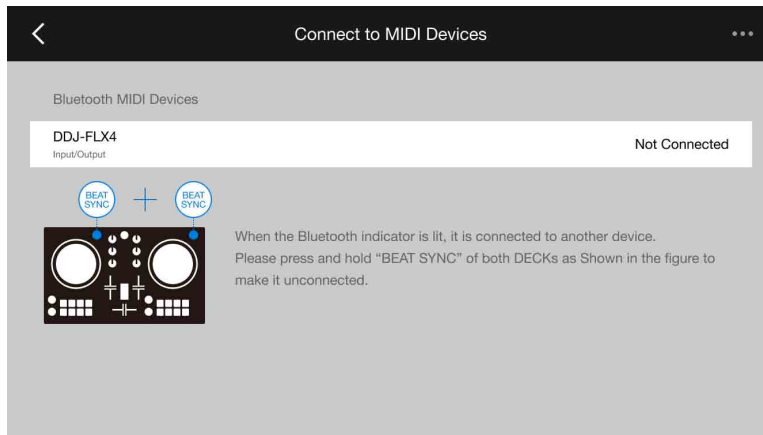 Connect to MIDI Devices
Bluetooth MIDI Devices
DDJ-FLX4
Input/Output
Not Connected
BEAT
SYNC
BEAT
SYNC
When the Bluetooth indicator is lit, it is connected to another device.
Please press and hold “BEAT SYNC” of both DECKs as Shown in the figure to
make it unconnected.